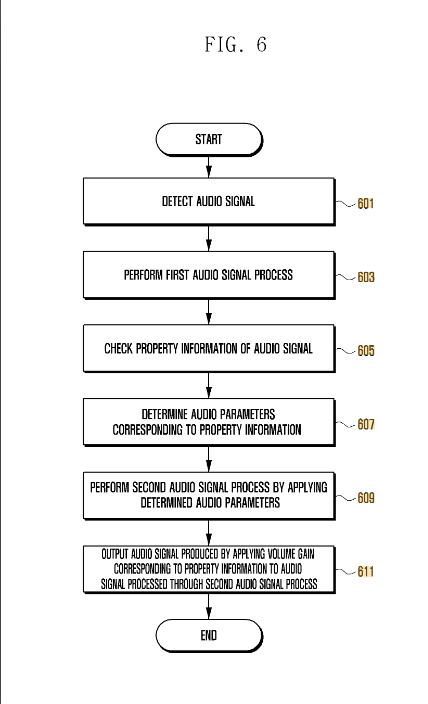 FIG. 6
START
DETECT AUDIO SIGNAL
601
PERFORM FIRST AUDIO SIGNAL PROCESS
603
CHECK PROPERTY INFORMATION OF AUDIO SIGNAL
605
DETERMINE AUDIO PARAMETERS
CORRESPONDING TO PROPERTY INFORMATION
607
PERFORM SECOND AUDIO SIGNAL PROCESS BY APPLYING
DETERMINED AUDIO PARAMETERS
609
OUTPUT AUDIO SIGNAL PRODUCED BY APPLYING VOLUME GAIN
CORRESPONDING TO PROPERTY INFORMATION TO AUDIO
SIGNAL PROCESSED THROUGH SECOND AUDIO SIGNAL PROCESS
611
END